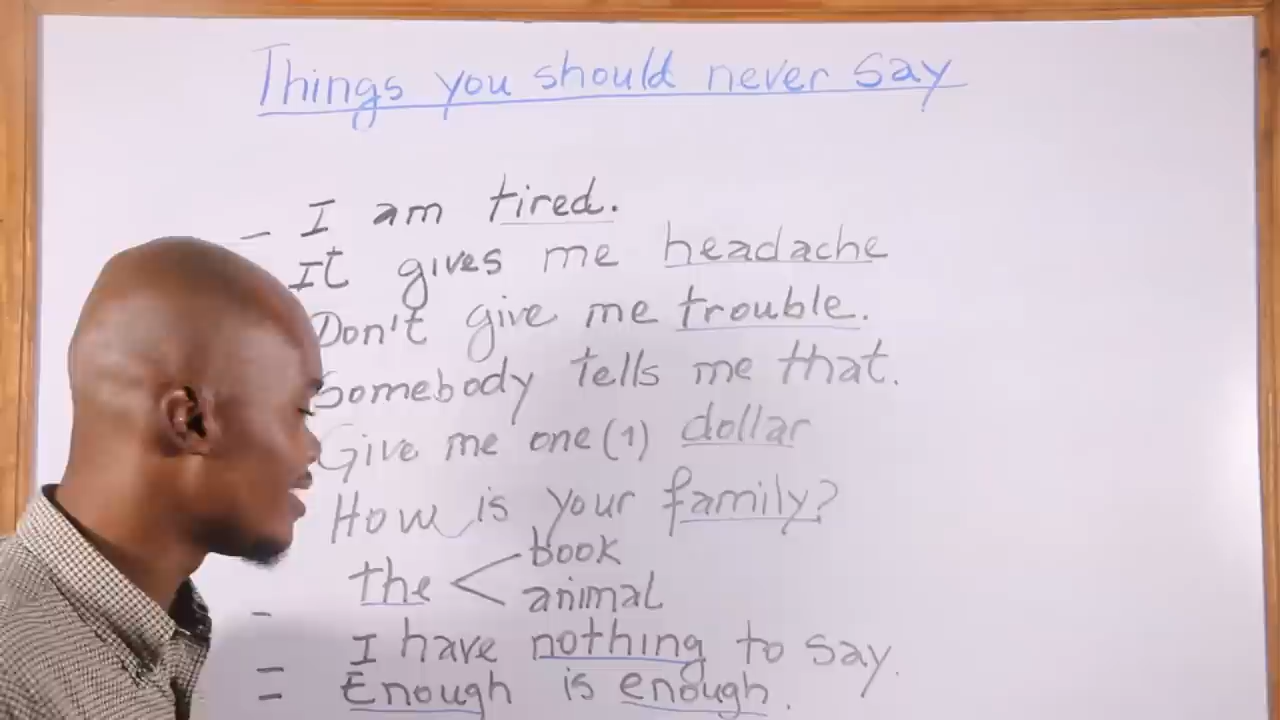 Things you should never say
- I am tired.
It gives me headache
Don't give me trouble.
Somebody tells me that.
Give me one (1) dollar
How is your family?
- the < book
animal
- I have nothing to say.
- Enough is enough.